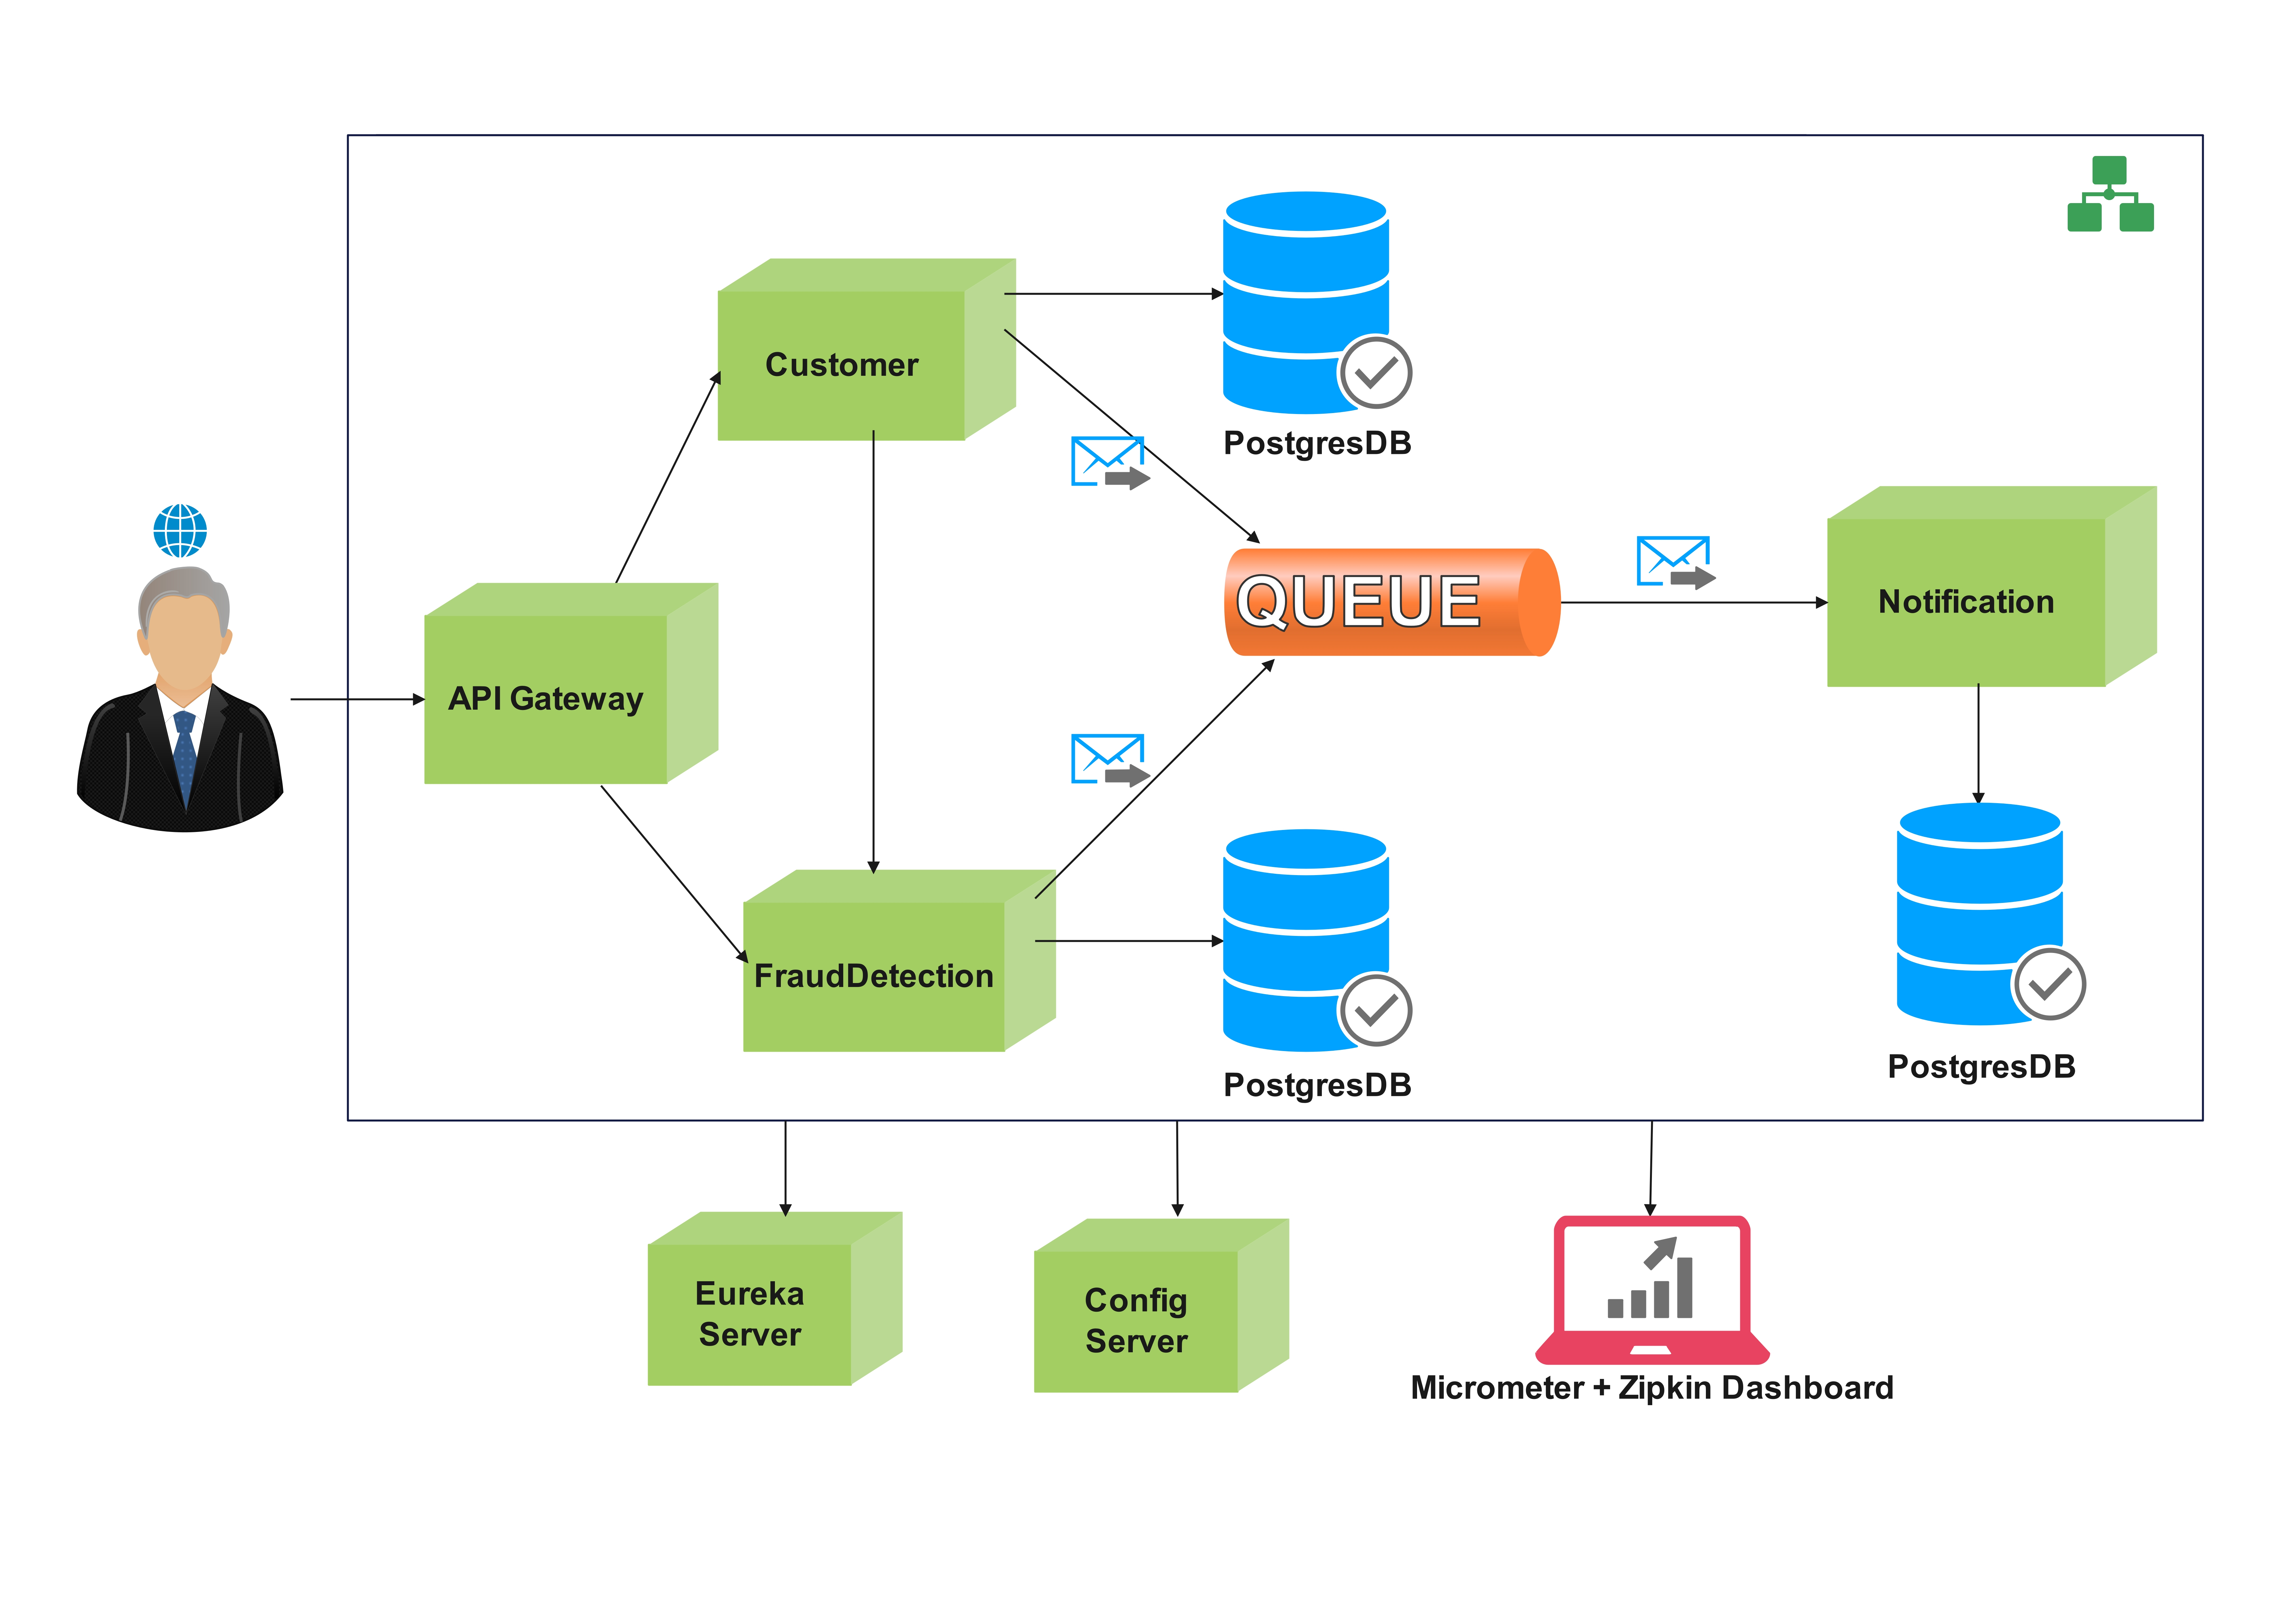 Customer
PostgresDB
QUEUE
Notification
API Gateway
FraudDetection
PostgresDB
PostgresDB
Eureka
Server
Config
Server
Micrometer + Zipkin Dashboard